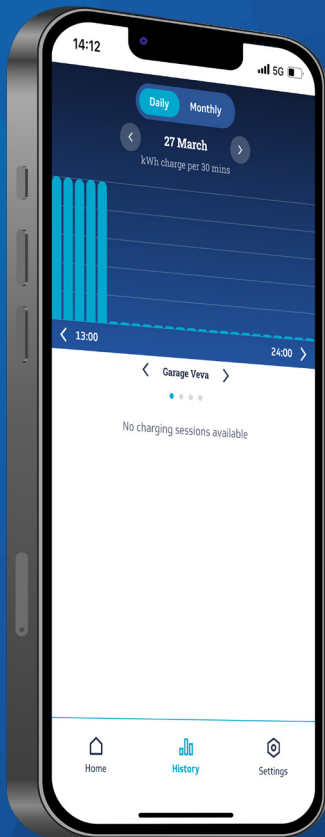 14:12
5G
Daily
Monthly
27 March
kWh charge per 30 mins
13:00
24:00
Garage Veva
No charging sessions available
Home
History
Settings